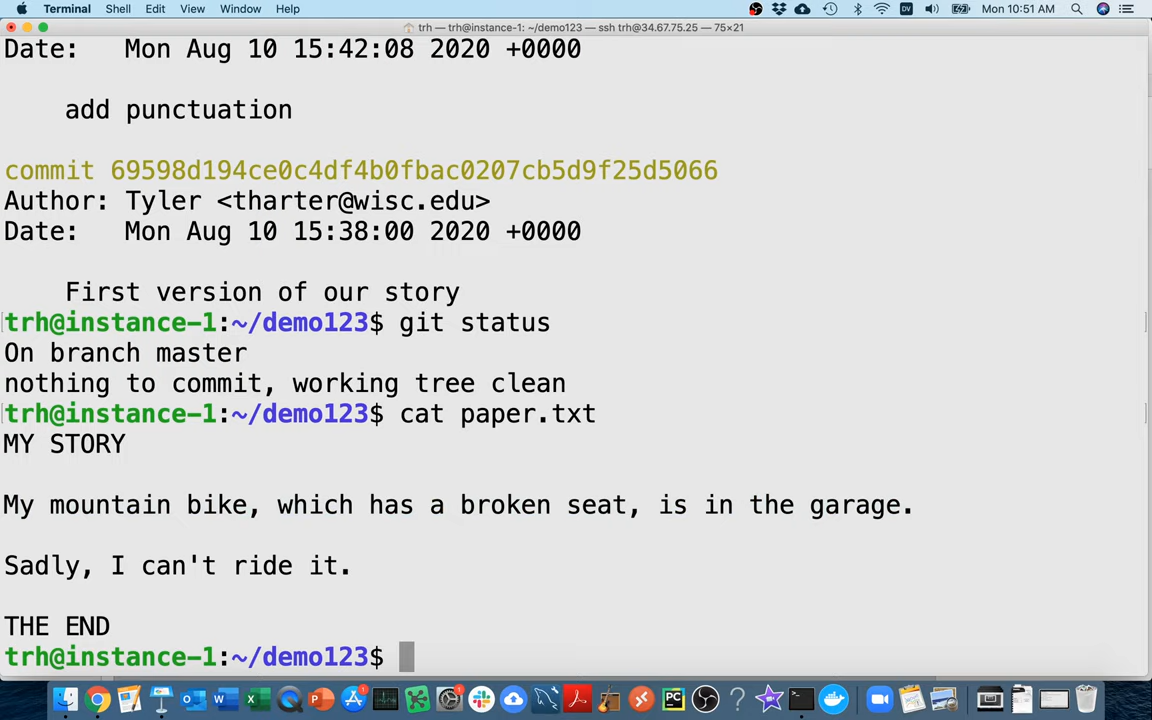 Terminal Shell Edit View Window Help Mon 10:51 AM
trh — trh@instance-1: ~/demo123 — ssh trh@34.67.75.25 — 75×21
Date:   Mon Aug 10 15:42:08 2020 +0000
add punctuation
commit 69598d194ce0c4df4b0fbac0207cb5d9f25d5066
Author: Tyler <tharter@wisc.edu>
Date:   Mon Aug 10 15:38:00 2020 +0000
First version of our story
trh@instance-1:~/demo123$ git status
On branch master
nothing to commit, working tree clean
trh@instance-1:~/demo123$ cat paper.txt
MY STORY
My mountain bike, which has a broken seat, is in the garage.
Sadly, I can't ride it.
THE END
trh@instance-1:~/demo123$